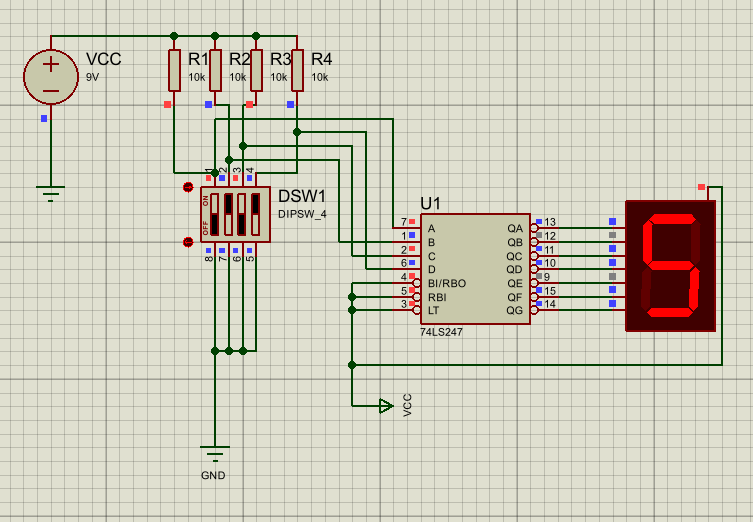 VCC
9V
R1
10k
R2
10k
R3
10k
R4
10k
1 2 3 4
ON
OFF
DSW1
DIPSW_4
8 7 6 5
U1
7 A QA 13
1 B QB 12
2 C QC 11
6 D QD 10
4 BI/RBO QE 9
5 RBI QF 15
3 LT QG 14
74LS247
VCC
GND